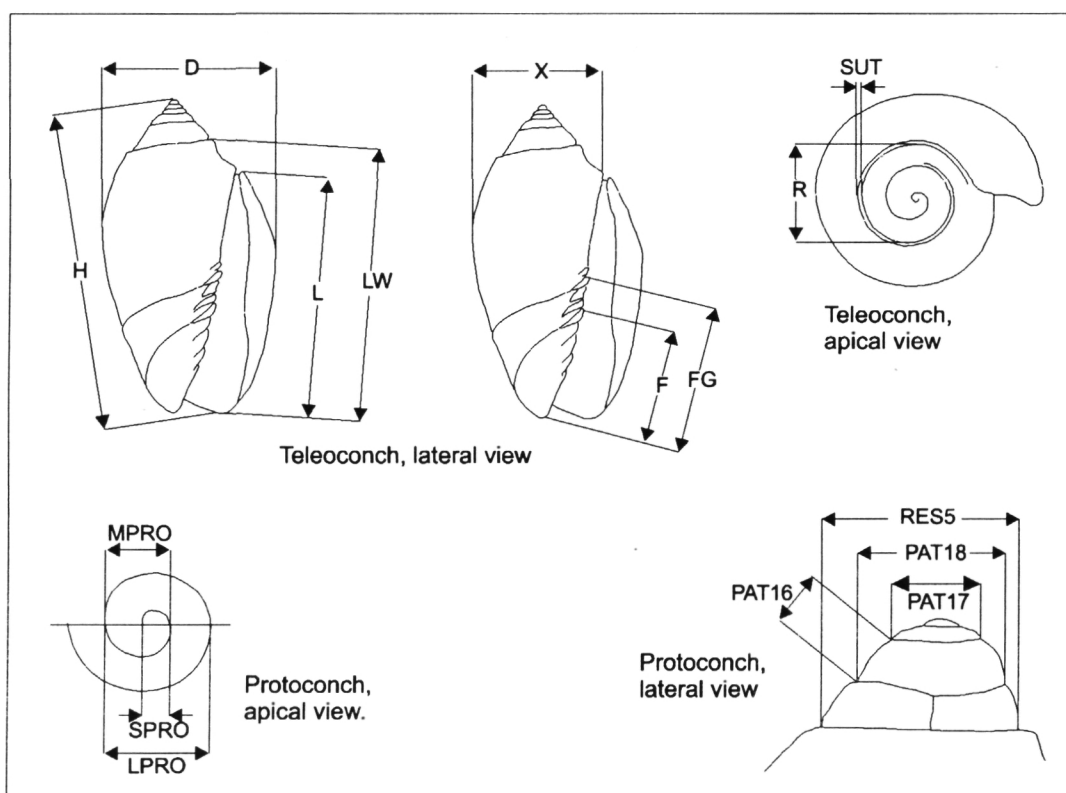 D
X
SUT
H
L
LW
R
F
FG
Teleoconch,
apical view
Teleoconch, lateral view
MPRO
SPRO
LPRO
Protoconch,
apical view.
RES5
PAT18
PAT16
PAT17
Protoconch,
lateral view